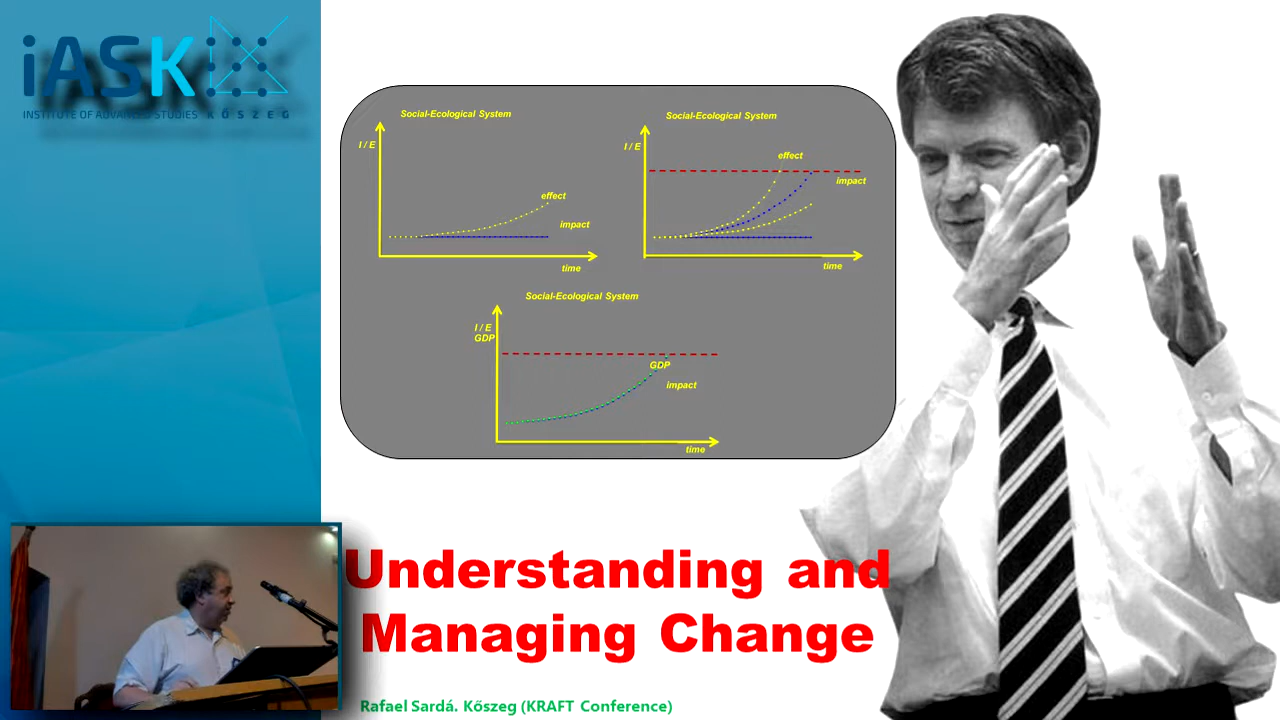 iASK
INSTITUTE OF ADVANCED STUDIES KŐSZEG
Social-Ecological System
I / E
effect
impact
time
Social-Ecological System
I / E
effect
impact
time
Social-Ecological System
I / E
GDP
GDP
impact
time
Understanding and
Managing Change
Rafael Sardá. Kőszeg (KRAFT Conference)